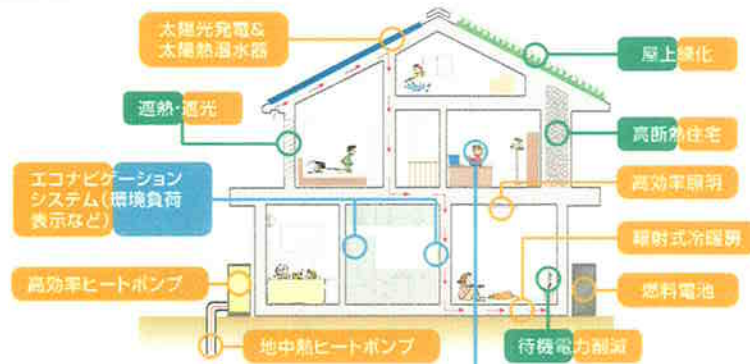 太陽光発電&
太陽熱温水器
屋上緑化
遮熱・遮光
高断熱住宅
エコナビゲーション
システム(環境負荷
表示など)
高効率照明
輻射式冷暖房
高効率ヒートポンプ
燃料電池
地中熱ヒートポンプ
待機電力削減